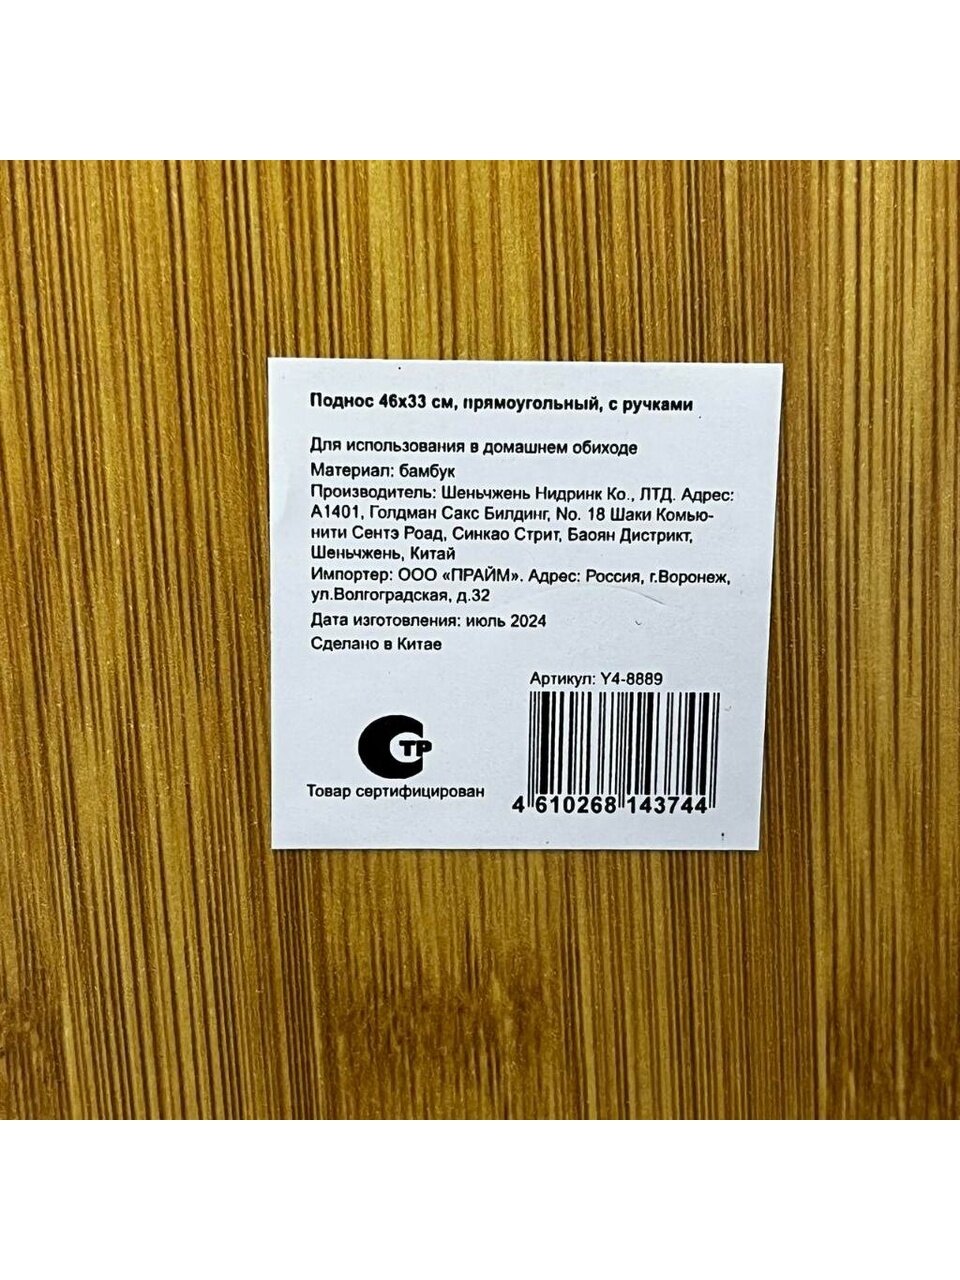 Поднос 46х33 см, прямоугольный, с ручками
Для использования в домашнем обиходе
Материал: бамбук
Производитель: Шеньчжень Нидринк Ко., ЛТД. Адрес:
А1401, Голдман Сакс Билдинг, No. 18 Шаки Комью-
нити Сентэ Роад, Синкао Стрит, Баоян Дистрикт,
Шеньчжень, Китай
Импортер: ООО «ПРАЙМ». Адрес: Россия, г.Воронеж,
ул.Волгоградская, д.32
Дата изготовления: июль 2024
Сделано в Китае
Артикул: Y4-8889
СТР
Товар сертифицирован
4 610268 143744